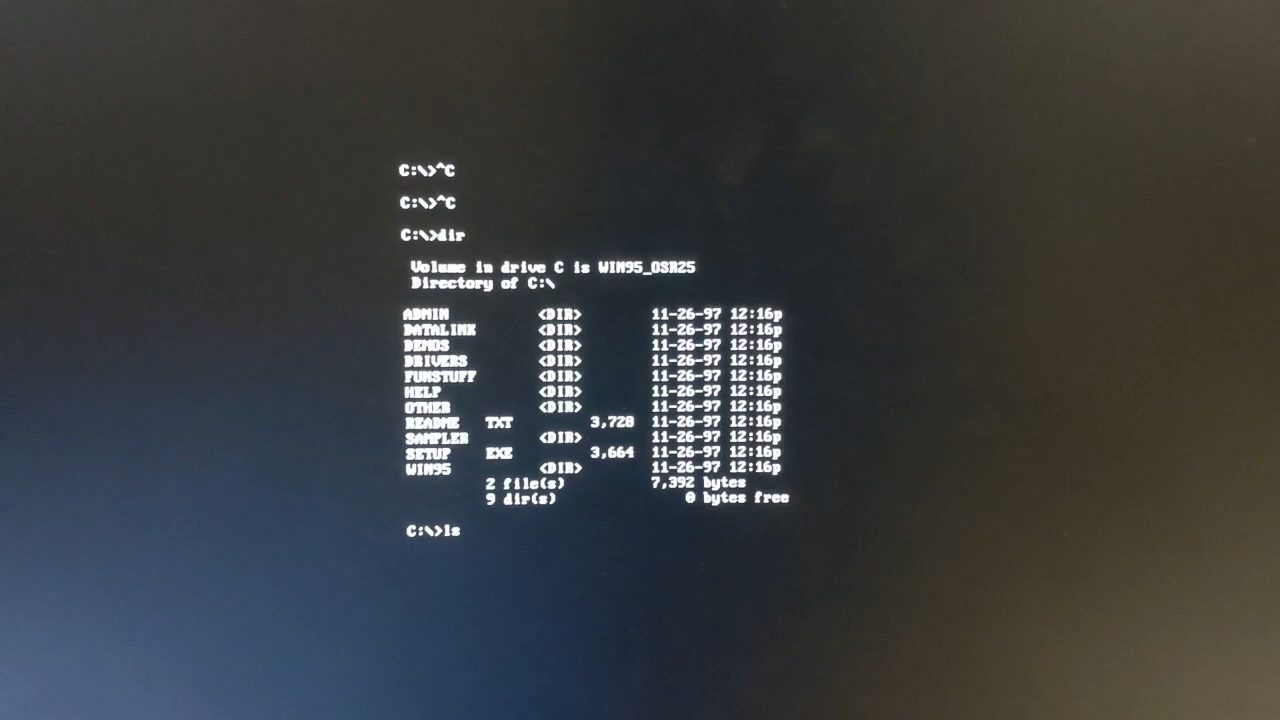 C:\>^C
C:\>^C
C:\>dir
Volume in drive C is WIN95_OSR25
Directory of C:\
ADMIN <DIR> 11-26-97 12:16p
DATALINK <DIR> 11-26-97 12:16p
DEMOS <DIR> 11-26-97 12:16p
DRIVERS <DIR> 11-26-97 12:16p
FUNSTUFF <DIR> 11-26-97 12:16p
HELP <DIR> 11-26-97 12:16p
OTHER <DIR> 11-26-97 12:16p
README TXT 3,728 11-26-97 12:16p
SAMPLER <DIR> 11-26-97 12:16p
SETUP EXE 3,664 11-26-97 12:16p
WIN95 <DIR> 11-26-97 12:16p
2 file(s) 7,392 bytes
9 dir(s) 0 bytes free
C:\>ls